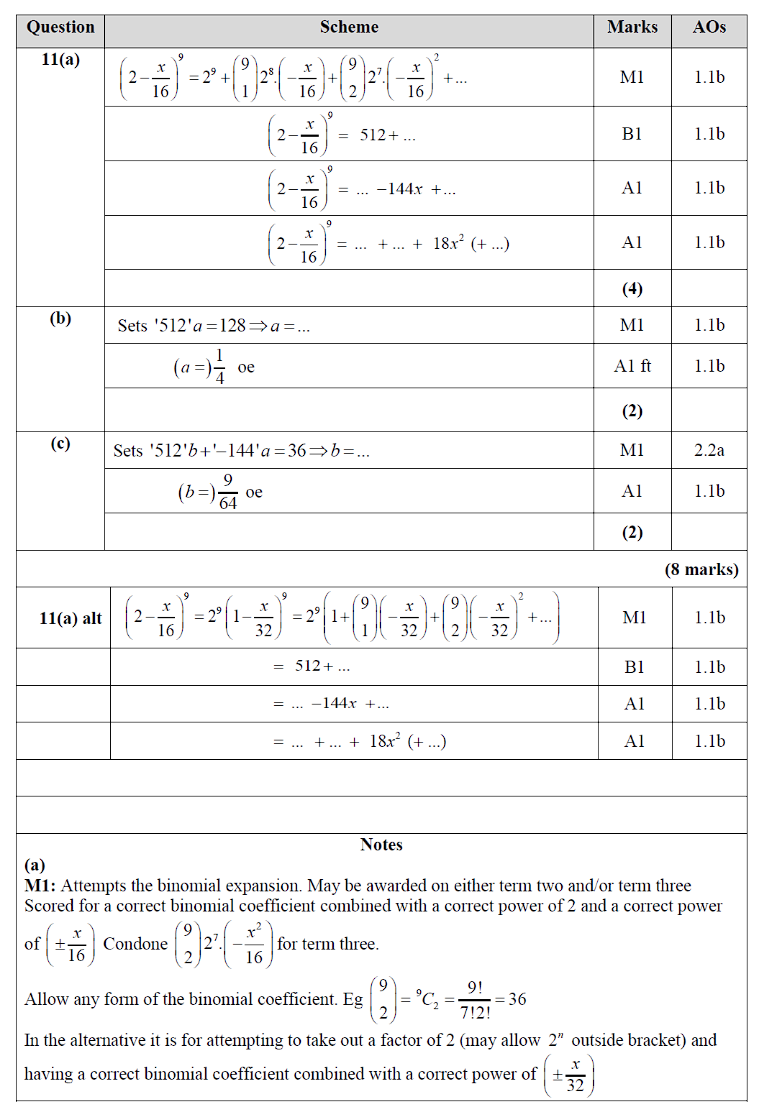 Question Scheme Marks AOs
11(a) \left(2-\frac{x}{16}\right)^9 = 2^9 + \binom{9}{1}2^8.\left(-\frac{x}{16}\right)+\binom{9}{2}2^7.\left(-\frac{x}{16}\right)^2+... M1 1.1b
\left(2-\frac{x}{16}\right)^9 = 512+... B1 1.1b
\left(2-\frac{x}{16}\right)^9 = ... -144x +... A1 1.1b
\left(2-\frac{x}{16}\right)^9 = ... + ... + 18x^2 (+ ...) A1 1.1b
(4)
(b) Sets '512'a=128⇒a=... M1 1.1b
(a=)\frac{1}{4} oe A1 ft 1.1b
(2)
(c) Sets '512'b+'−144'a=36⇒b=... M1 2.2a
(b=)\frac{9}{64} oe A1 1.1b
(2)
(8 marks)
11(a) alt \left(2-\frac{x}{16}\right)^9 = 2^9\left(1-\frac{x}{32}\right)^9 = 2^9\left(1+\binom{9}{1}\left(-\frac{x}{32}\right)+\binom{9}{2}\left(-\frac{x}{32}\right)^2+...\right) M1 1.1b
= 512+... B1 1.1b
= ... −144x +... A1 1.1b
= ... + ... + 18x^2 (+ ...) A1 1.1b
Notes
(a)
M1: Attempts the binomial expansion. May be awarded on either term two and/or term three
Scored for a correct binomial coefficient combined with a correct power of 2 and a correct power
of \left(\pm\frac{x}{16}\right) Condone \binom{9}{2}2^7.\left(-\frac{x^2}{16}\right) for term three.
Allow any form of the binomial coefficient. Eg \binom{9}{2} = {}^9C_2 = \frac{9!}{7!2!} = 36
In the alternative it is for attempting to take out a factor of 2 (may allow 2^n outside bracket) and
having a correct binomial coefficient combined with a correct power of \left(\pm\frac{x}{32}\right)